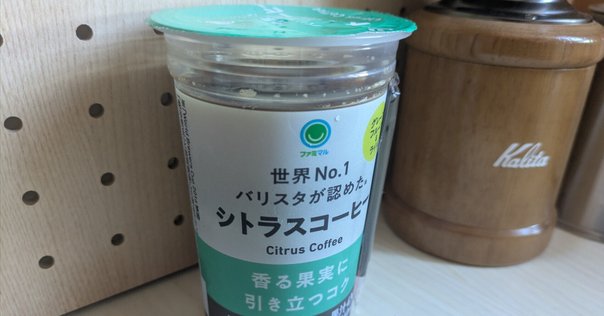 ファミマル
世界No.1
バリスタが認めた。
シトラスコーヒー
Citrus Coffee
香る果実に
引き立つコク
Kalita